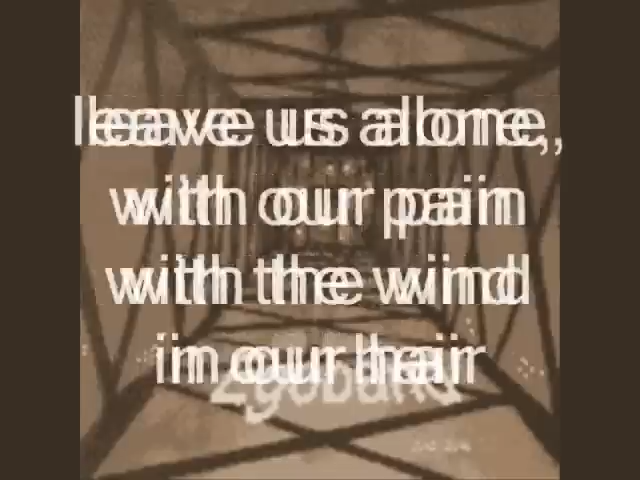 leave us alone,
with our pain
with the wind
in our hair